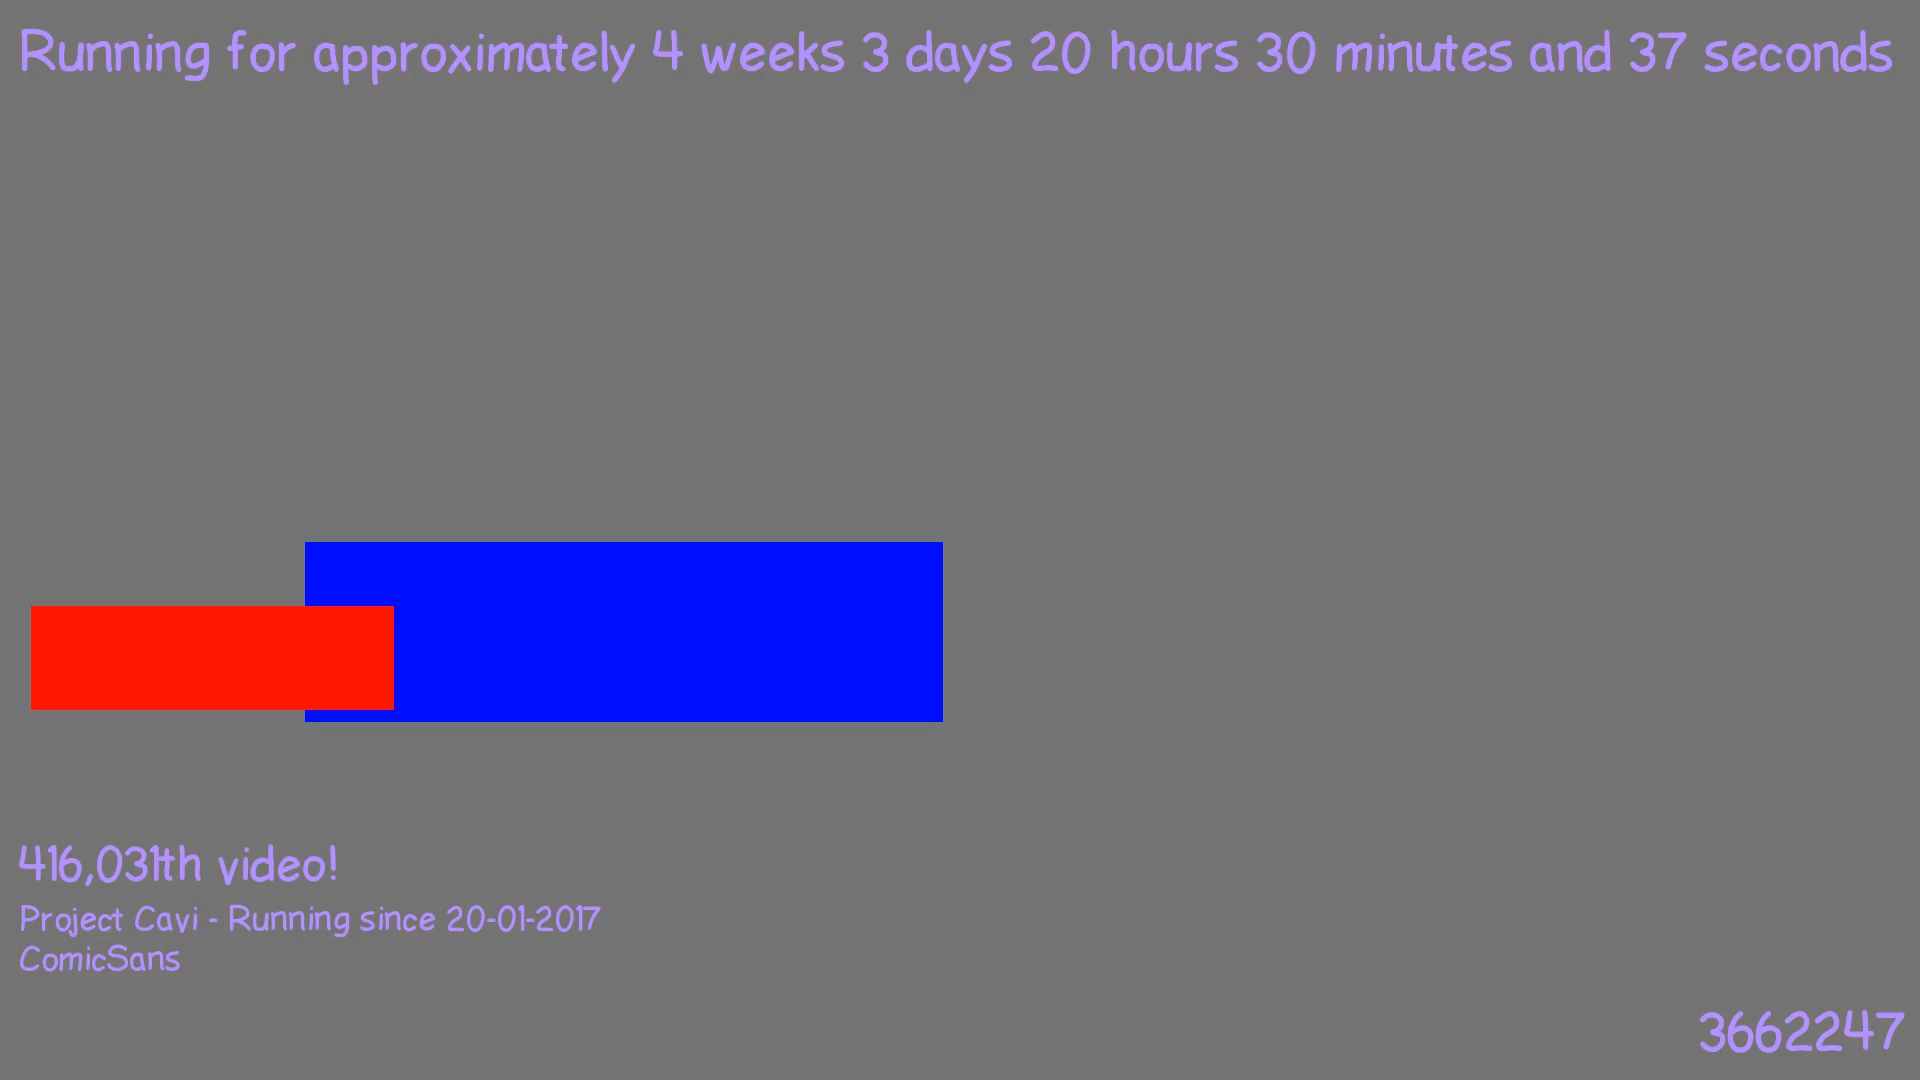 Running for approximately 4 weeks 3 days 20 hours 30 minutes and 37 seconds
416,031th video!
Project Cavi - Running since 20-01-2017
ComicSans
3662247